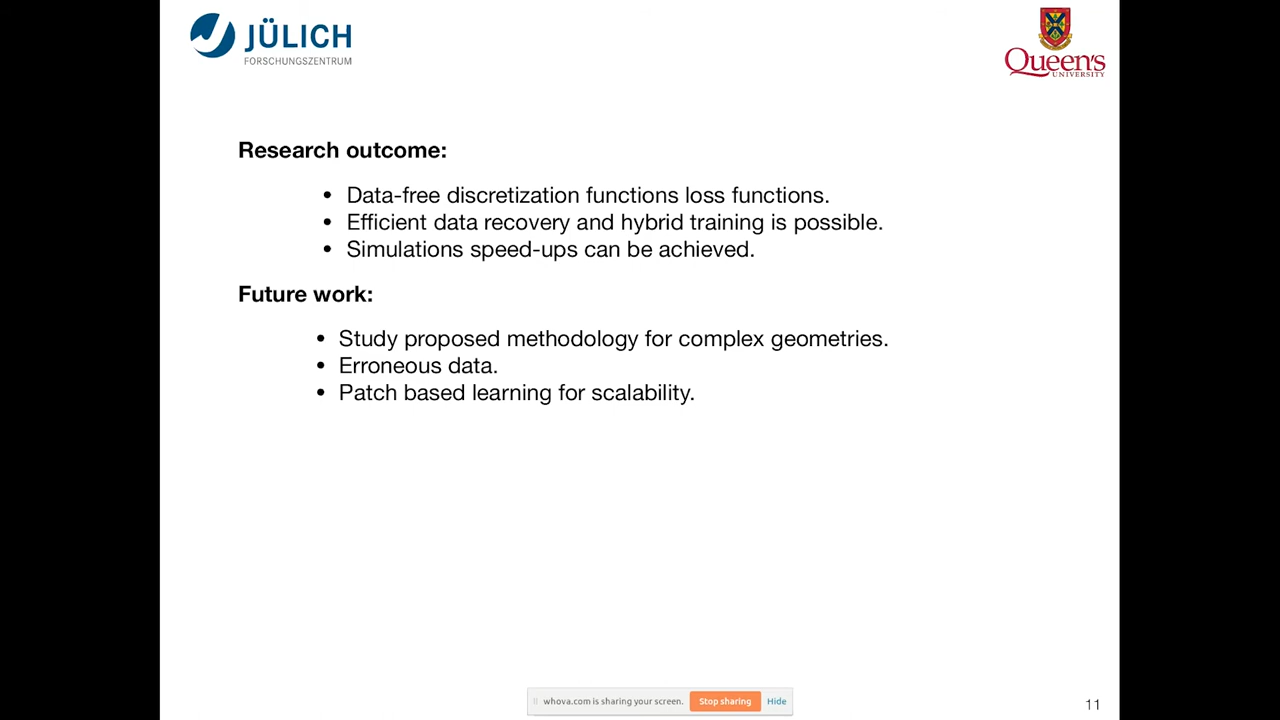 JÜLICH
FORSCHUNGSZENTRUM
Queen's
UNIVERSITY
Research outcome:
• Data-free discretization functions loss functions.
• Efficient data recovery and hybrid training is possible.
• Simulations speed-ups can be achieved.
Future work:
• Study proposed methodology for complex geometries.
• Erroneous data.
• Patch based learning for scalability.
whova.com is sharing your screen. Stop sharing Hide
11